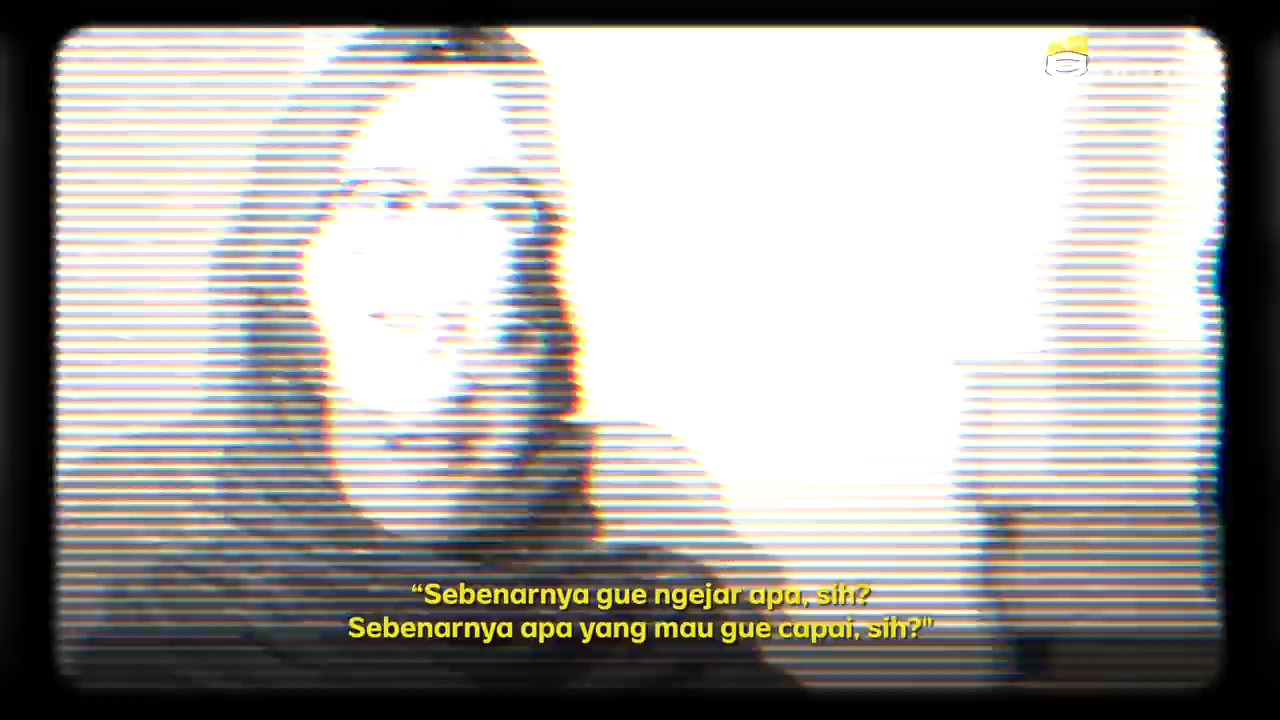 “Sebenarnya gue ngejar apa, sih?
Sebenarnya apa yang mau gue capai, sih?"